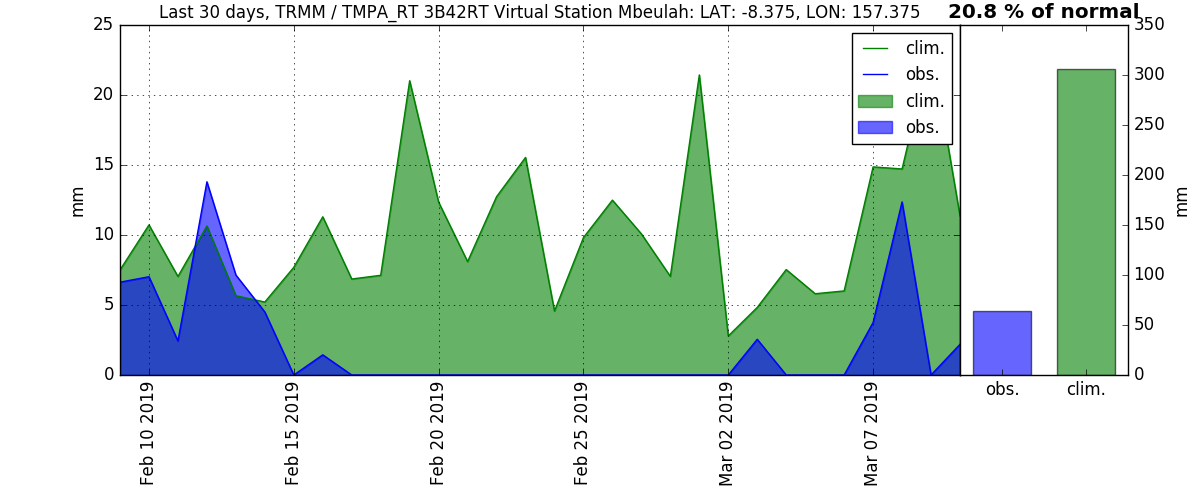 Last 30 days, TRMM / TMPA_RT 3B42RT Virtual Station Mbeulah: LAT: -8.375, LON: 157.375
20.8 % of normal
25
20
15
10
5
0
mm
clim.
obs.
clim.
obs.
350
300
250
200
150
100
50
0
mm
obs.
clim.
Feb 10 2019
Feb 15 2019
Feb 20 2019
Feb 25 2019
Mar 02 2019
Mar 07 2019